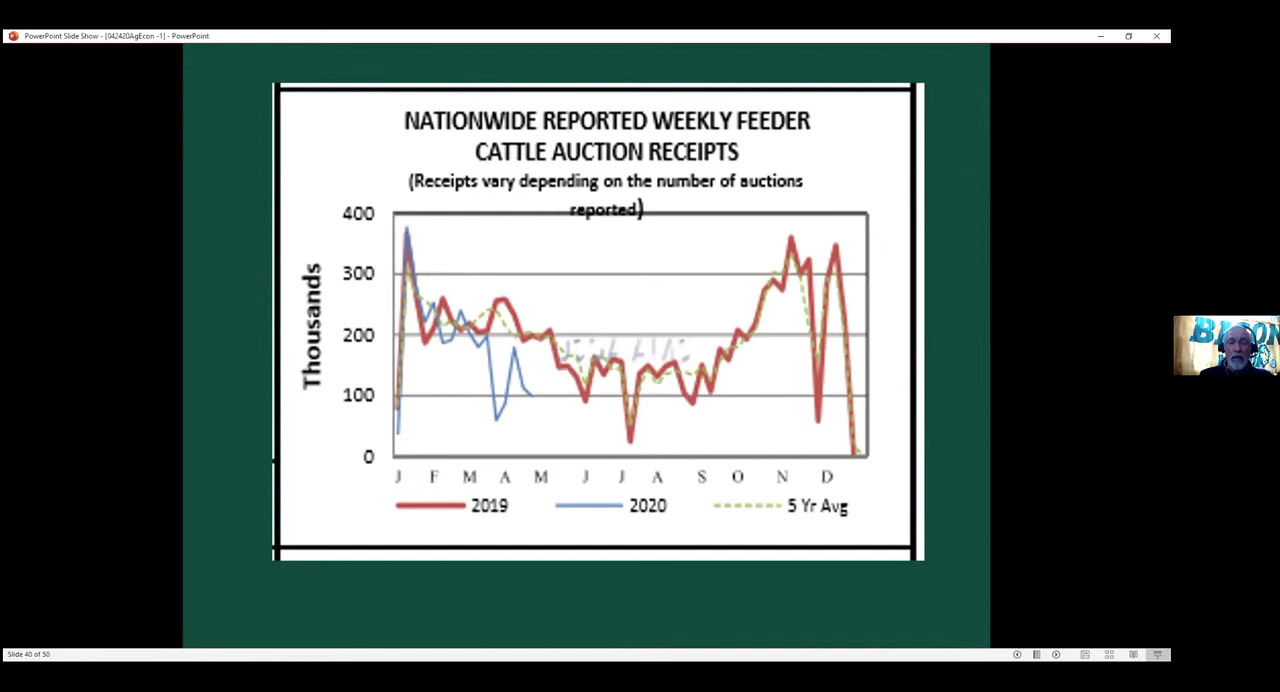 PowerPoint Slide Show - [042420AgEcon -1] - PowerPoint
NATIONWIDE REPORTED WEEKLY FEEDER
CATTLE AUCTION RECEIPTS
(Receipts vary depending on the number of auctions
reported)
Thousands
400
300
200
100
0
J F M A M J J A S O N D
2019 2020 5 Yr Avg
Slide 40 of 50